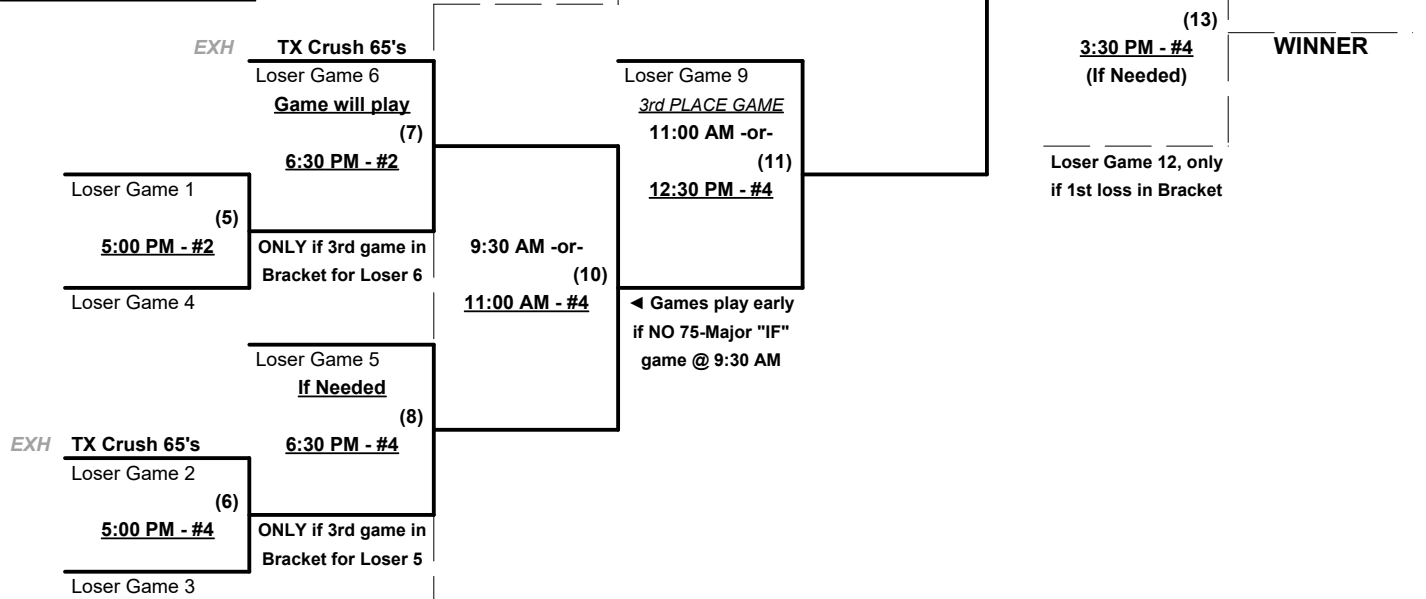 EXH TX Crush 65's
Loser Game 6
Game will play
(7)
6:30 PM - #2
Loser Game 1
(5)
5:00 PM - #2
Loser Game 4
ONLY if 3rd game in
Bracket for Loser 6
Loser Game 5
If Needed
(8)
6:30 PM - #4
EXH TX Crush 65's
Loser Game 2
(6)
5:00 PM - #4
Loser Game 3
ONLY if 3rd game in
Bracket for Loser 5
9:30 AM -or-
(10)
11:00 AM - #4
Loser Game 9
3rd PLACE GAME
11:00 AM -or-
(11)
12:30 PM - #4
◄ Games play early
if NO 75-Major "IF"
game @ 9:30 AM
(13)
3:30 PM - #4
(If Needed)
WINNER
Loser Game 12, only
if 1st loss in Bracket